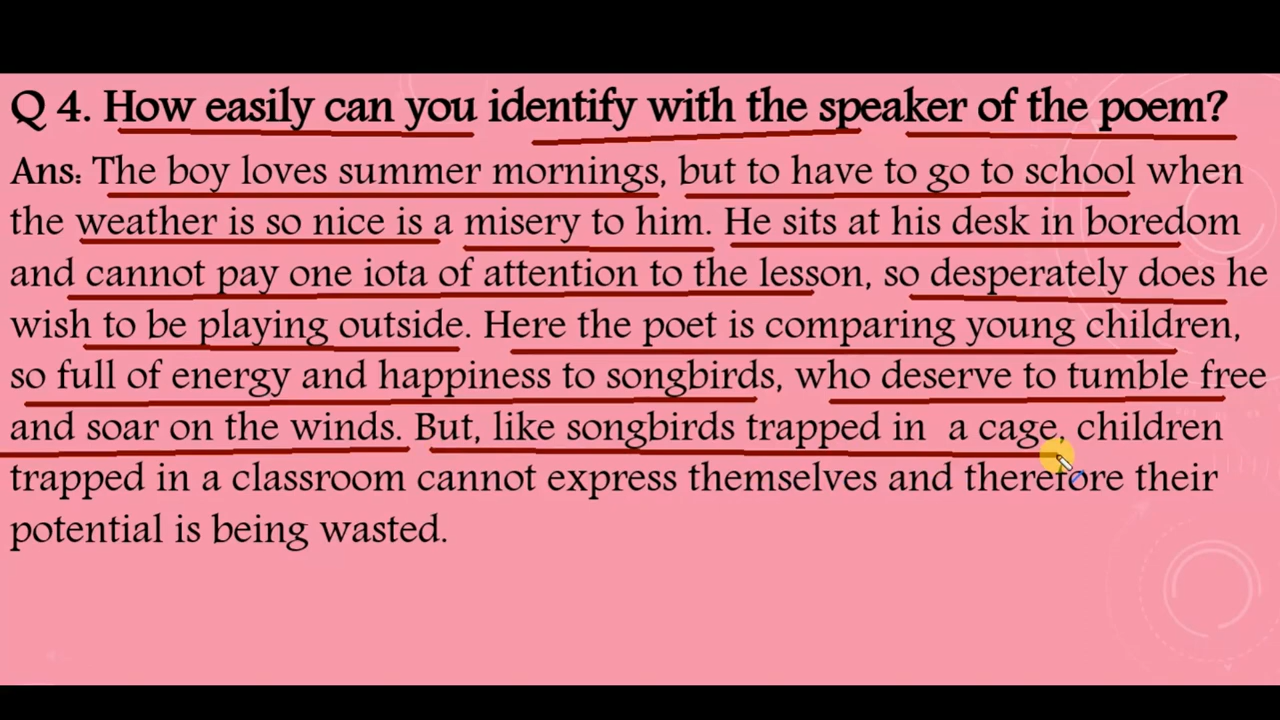 Q 4. How easily can you identify with the speaker of the poem?
Ans: The boy loves summer mornings, but to have to go to school when
the weather is so nice is a misery to him. He sits at his desk in boredom
and cannot pay one iota of attention to the lesson, so desperately does he
wish to be playing outside. Here the poet is comparing young children,
so full of energy and happiness to songbirds, who deserve to tumble free
and soar on the winds. But, like songbirds trapped in a cage, children
trapped in a classroom cannot express themselves and therefore their
potential is being wasted.